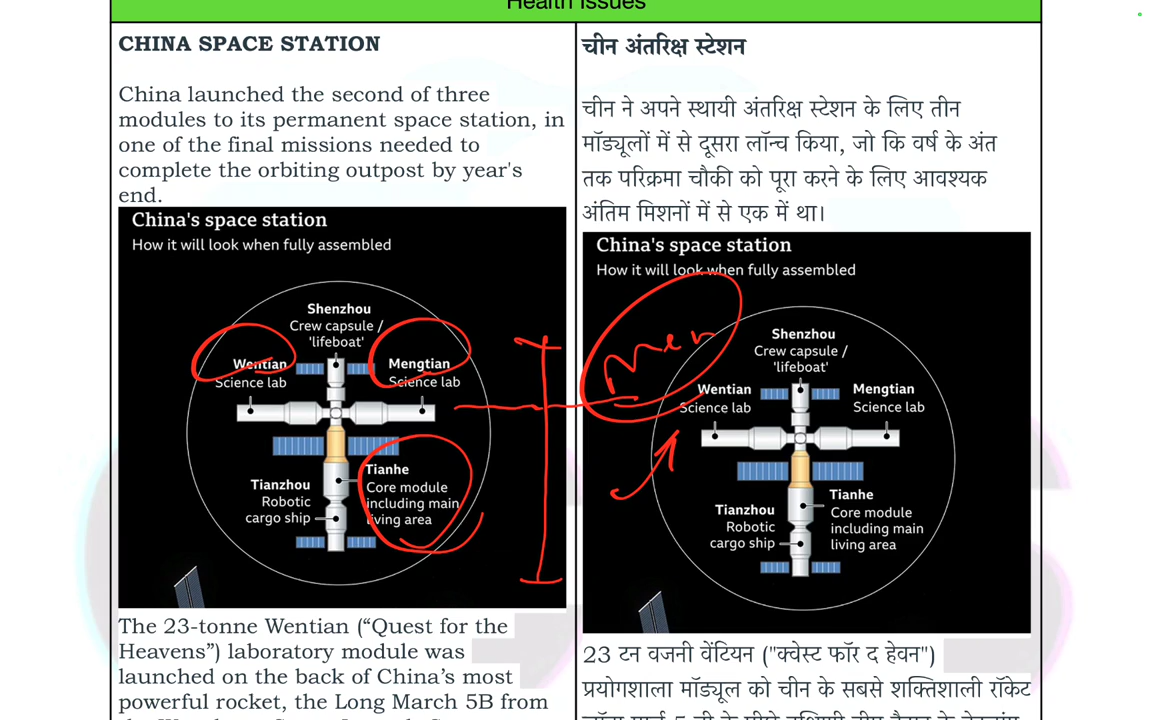 Health Issues
CHINA SPACE STATION
China launched the second of three
modules to its permanent space station, in
one of the final missions needed to
complete the orbiting outpost by year's
end.
China's space station
How it will look when fully assembled
Shenzhou
Crew capsule /
'lifeboat'
Wentian
Science lab
Mengtian
Science lab
Tianhe
Core module
including main
living area
Tianzhou
Robotic
cargo ship
The 23-tonne Wentian (“Quest for the
Heavens”) laboratory module was
launched on the back of China’s most
powerful rocket, the Long March 5B from
चीन अंतरिक्ष स्टेशन
चीन ने अपने स्थायी अंतरिक्ष स्टेशन के लिए तीन
मॉड्यूलों में से दूसरा लॉन्च किया, जो कि वर्ष के अंत
तक परिक्रमा चौकी को पूरा करने के लिए आवश्यक
अंतिम मिशनों में से एक में था।
China's space station
How it will look when fully assembled
Men
Shenzhou
Crew capsule /
'lifeboat'
Wentian
Science lab
Mengtian
Science lab
Tianhe
Core module
including main
living area
Tianzhou
Robotic
cargo ship
23 टन वजनी वेंटियन ("क्वेस्ट फॉर द हेवन")
प्रयोगशाला मॉड्यूल को चीन के सबसे शक्तिशाली रॉकेट